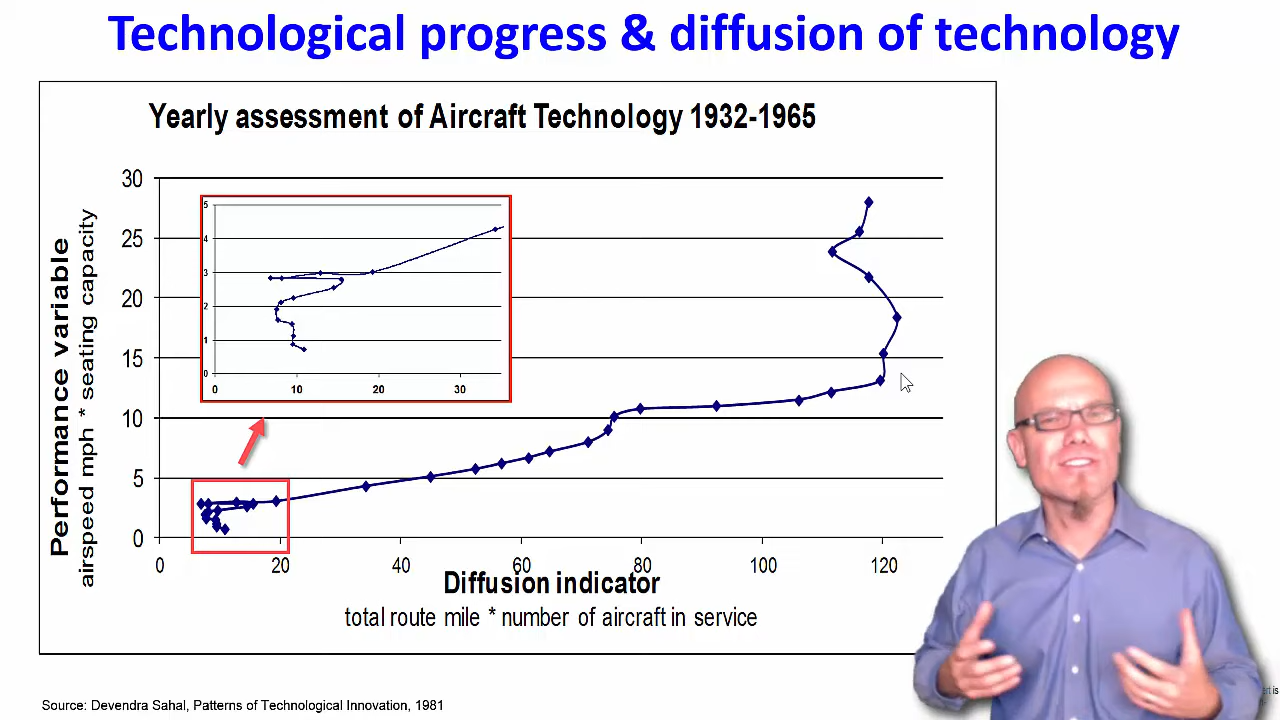 Technological progress & diffusion of technology
Yearly assessment of Aircraft Technology 1932-1965
Performance variable
airspeed mph * seating capacity
30
25
20
15
10
5
0
5
4
3
2
1
0
0 10 20 30
0 20 40 60 80 100 120
Diffusion indicator
total route mile * number of aircraft in service
Source: Devendra Sahal, Patterns of Technological Innovation, 1981